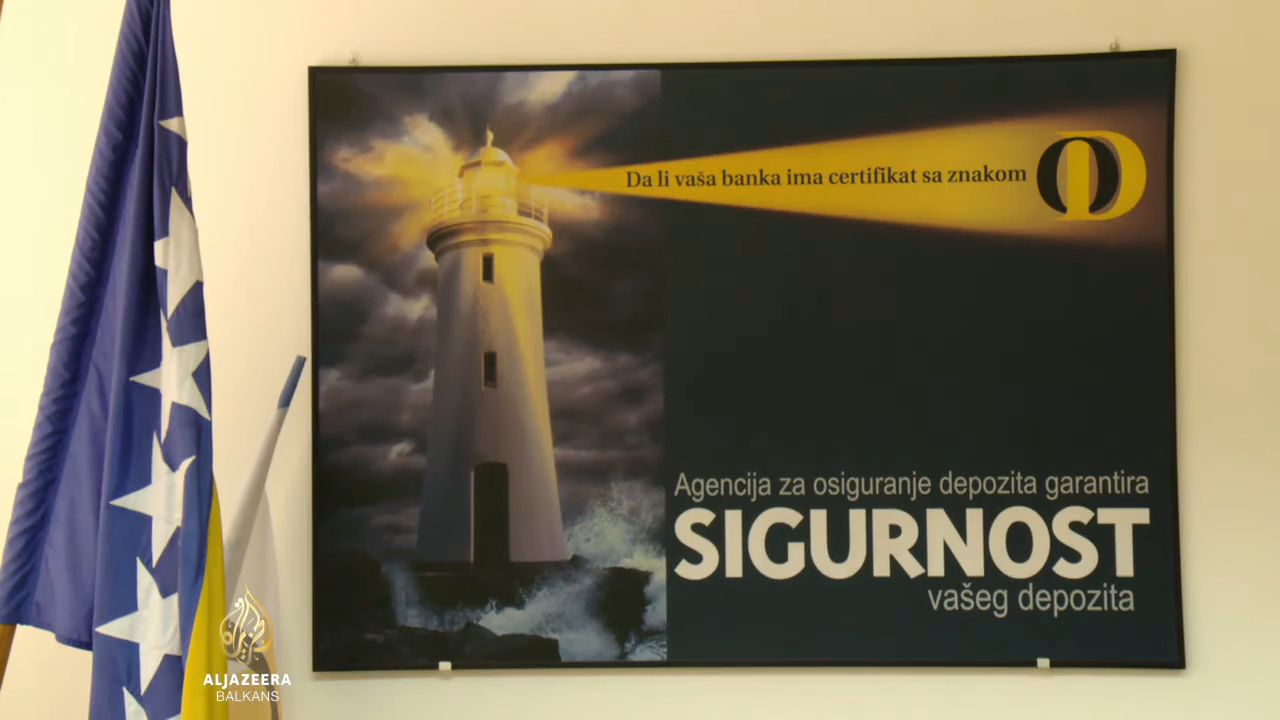 Da li vaša banka ima certifikat sa znakom
Agencija za osiguranje depozita garantira
SIGURNOST
vašeg depozita
ALJAZEERA
BALKANS